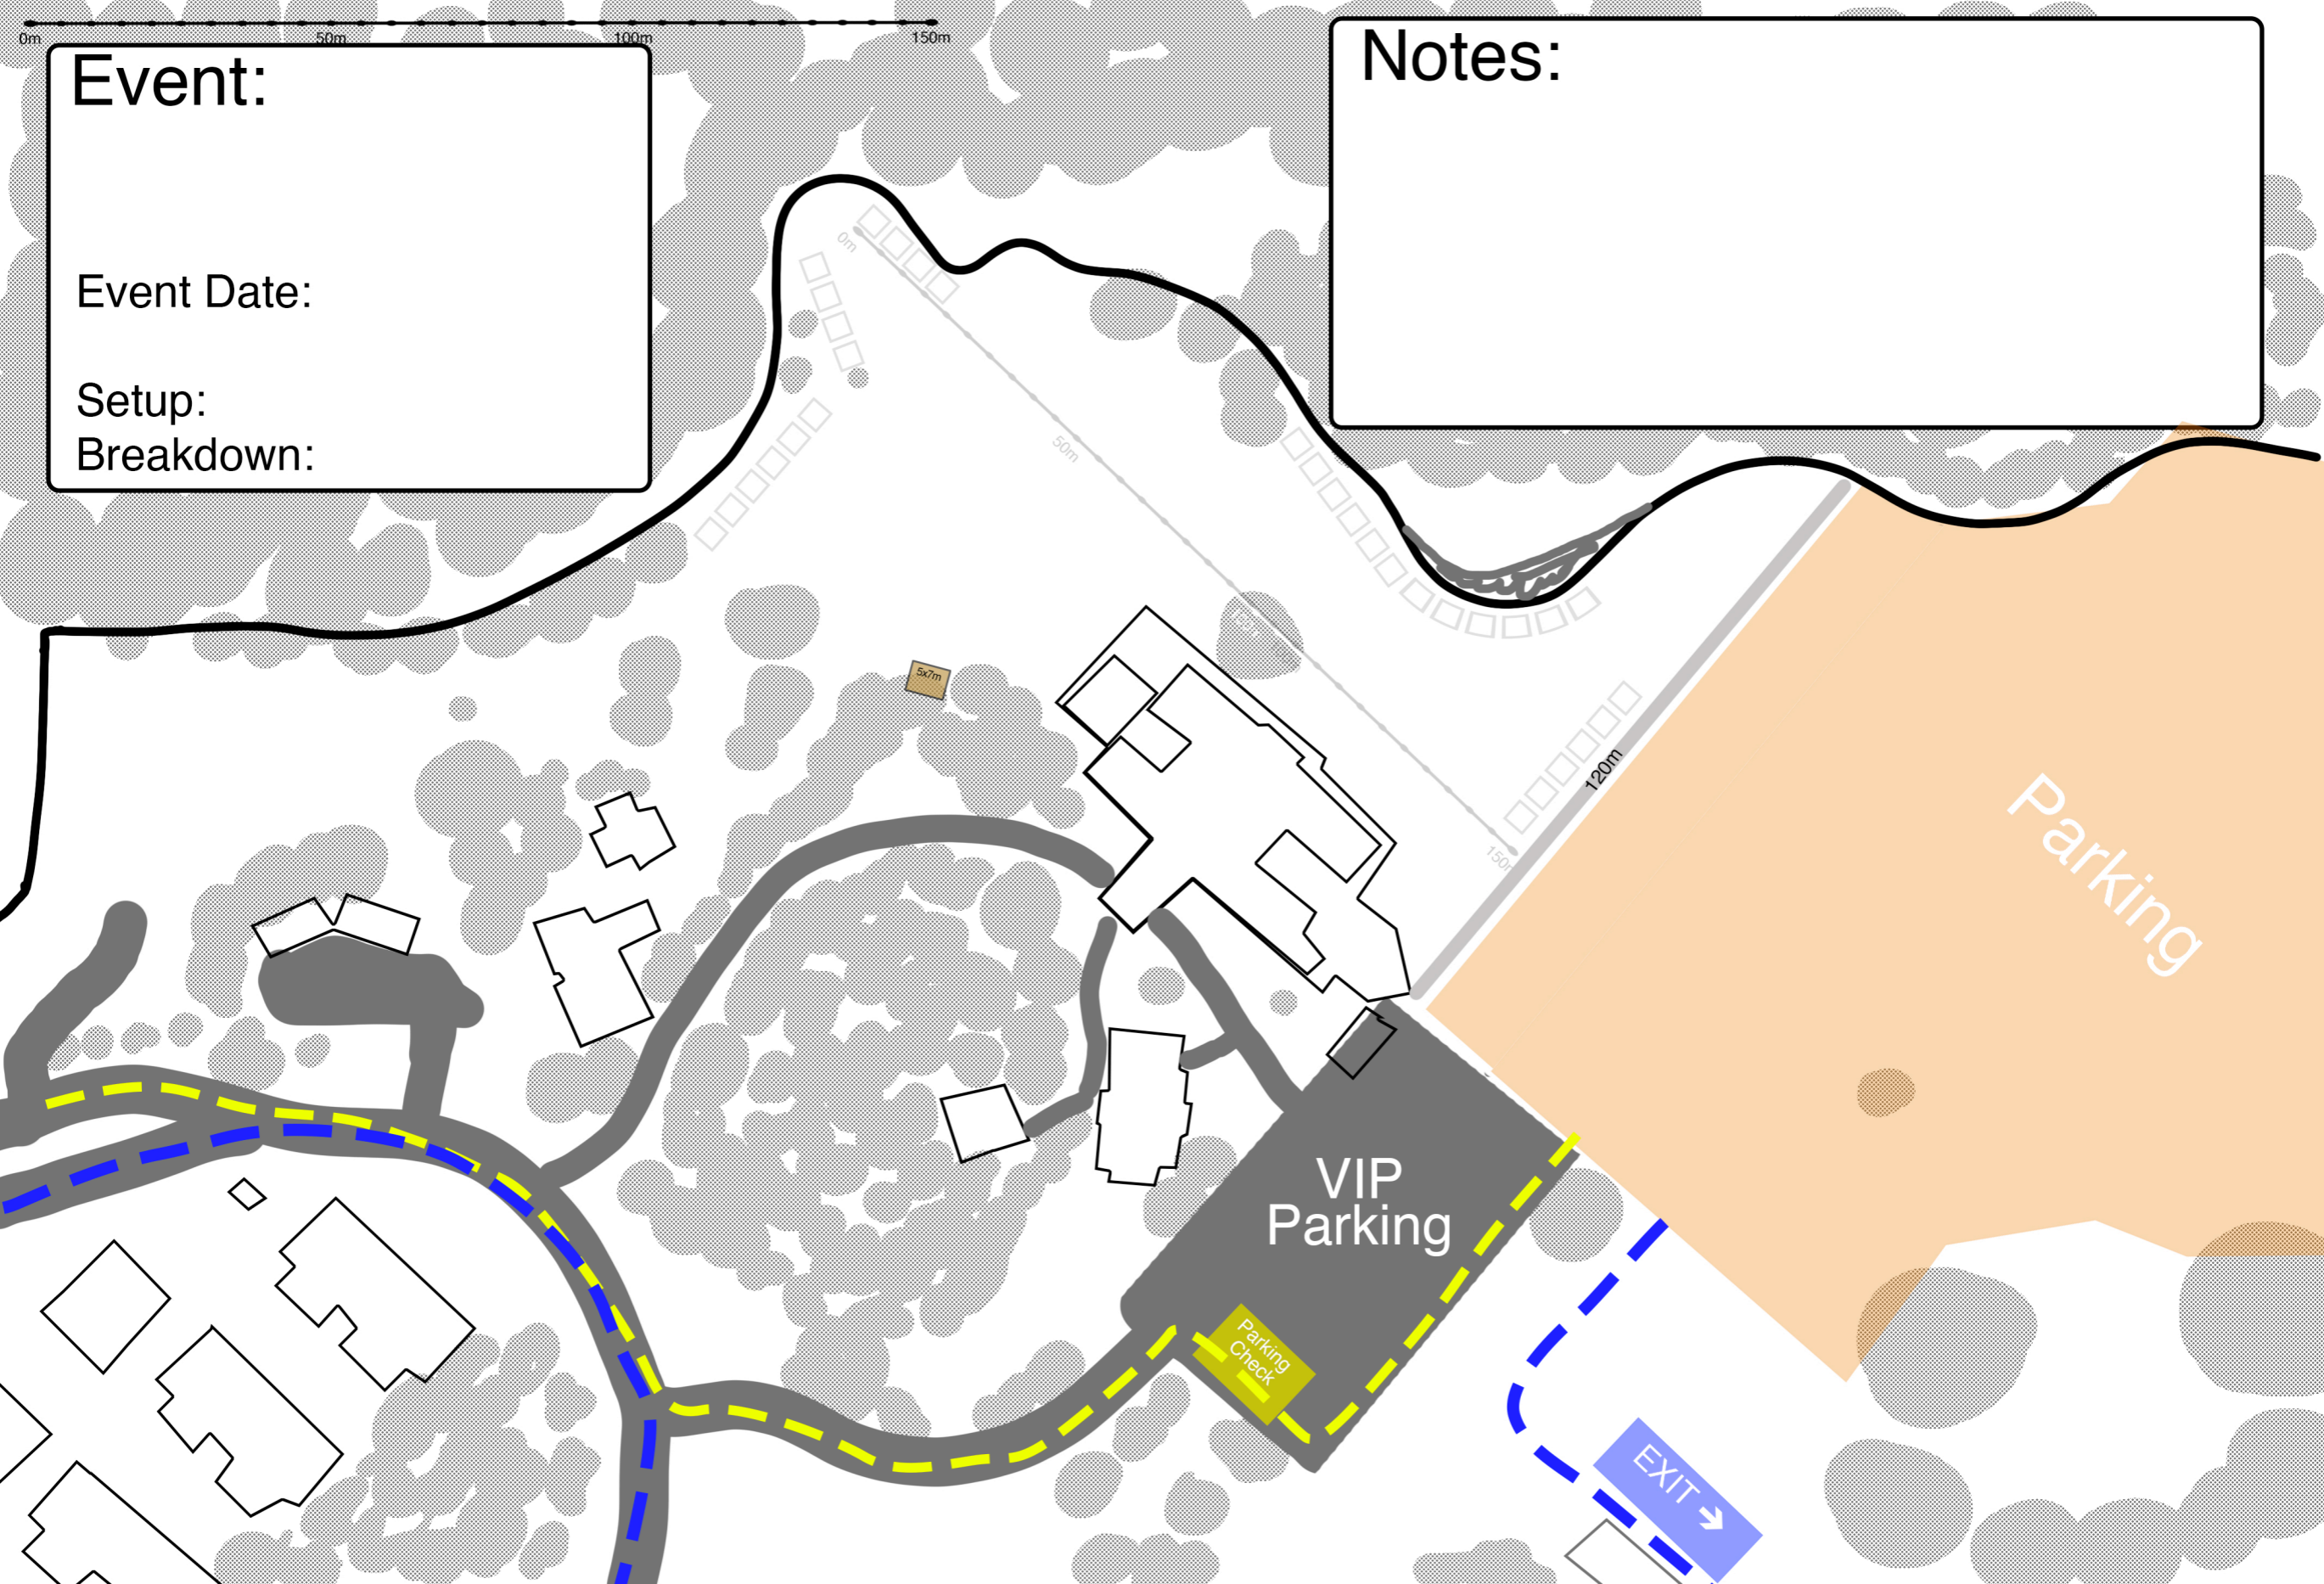 0m 50m 100m 150m
Event:
Event Date:
Setup:
Breakdown:
Notes:
0m
50m
100m
150m
5x7m
120m
Parking
VIP
Parking
Parking
Check
EXIT ➔